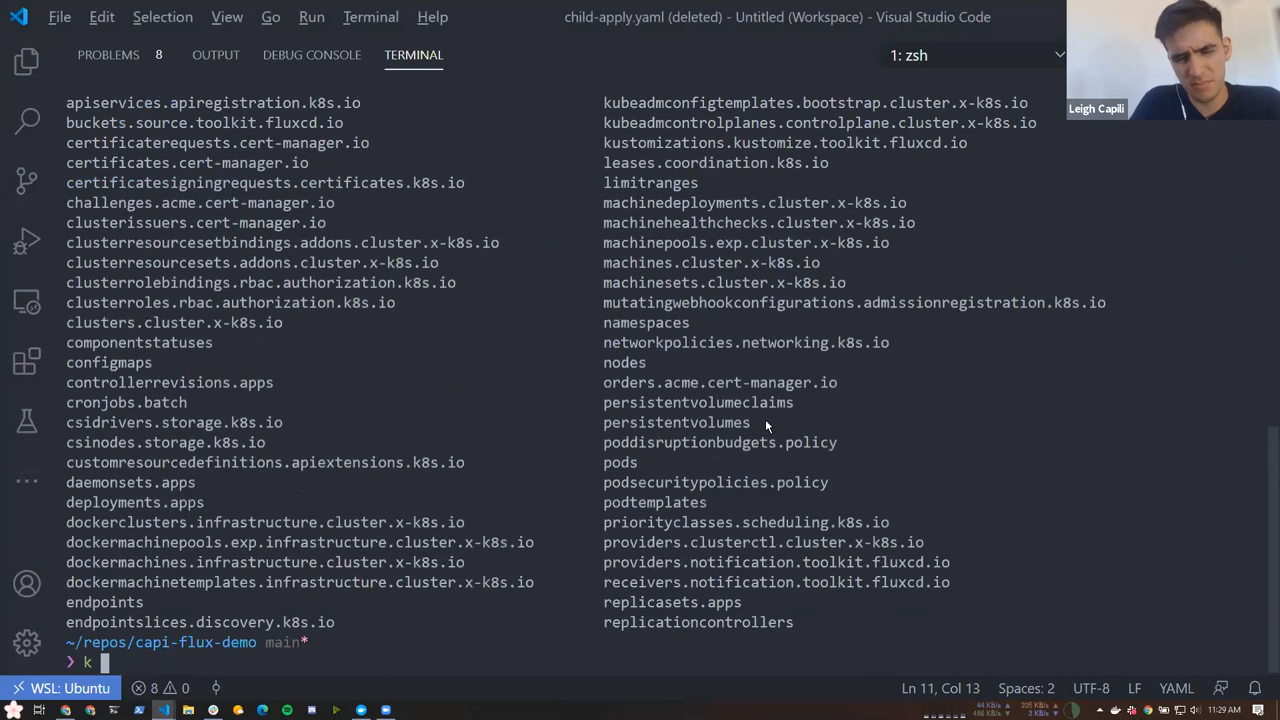 File Edit Selection View Go Run Terminal Help child-apply.yaml (deleted) - Untitled (Workspace) - Visual Studio Code
PROBLEMS 8 OUTPUT DEBUG CONSOLE TERMINAL 1: zsh
Leigh Capili
apiservices.apiregistration.k8s.io
buckets.source.toolkit.fluxcd.io
certificaterequests.cert-manager.io
certificates.cert-manager.io
certificatesigningrequests.certificates.k8s.io
challenges.acme.cert-manager.io
clusterissuers.cert-manager.io
clusterresourcesetbindings.addons.cluster.x-k8s.io
clusterresourcesets.addons.cluster.x-k8s.io
clusterrolebindings.rbac.authorization.k8s.io
clusterroles.rbac.authorization.k8s.io
clusters.cluster.x-k8s.io
componentstatuses
configmaps
controllerrevisions.apps
cronjobs.batch
csidrivers.storage.k8s.io
csinodes.storage.k8s.io
customresourcedefinitions.apiextensions.k8s.io
daemonsets.apps
deployments.apps
dockerclusters.infrastructure.cluster.x-k8s.io
dockermachinepools.exp.infrastructure.cluster.x-k8s.io
dockermachines.infrastructure.cluster.x-k8s.io
dockermachinetemplates.infrastructure.cluster.x-k8s.io
endpoints
endpointslices.discovery.k8s.io
kubeadmconfigtemplates.bootstrap.cluster.x-k8s.io
kubeadmcontrolplanes.controlplane.cluster.x-k8s.io
kustomizations.kustomize.toolkit.fluxcd.io
leases.coordination.k8s.io
limitranges
machinedeployments.cluster.x-k8s.io
machinehealthchecks.cluster.x-k8s.io
machinepools.exp.cluster.x-k8s.io
machines.cluster.x-k8s.io
machinesets.cluster.x-k8s.io
mutatingwebhookconfigurations.admissionregistration.k8s.io
namespaces
networkpolicies.networking.k8s.io
nodes
orders.acme.cert-manager.io
persistentvolumeclaims
persistentvolumes
poddisruptionbudgets.policy
pods
podsecuritypolicies.policy
podtemplates
priorityclasses.scheduling.k8s.io
providers.clusterctl.cluster.x-k8s.io
providers.notification.toolkit.fluxcd.io
receivers.notification.toolkit.fluxcd.io
replicasets.apps
replicationcontrollers
~/repos/capi-flux-demo main*
❯ k
WSL: Ubuntu 8 0 Ln 11, Col 13 Spaces: 2 UTF-8 LF YAML
11:29 AM